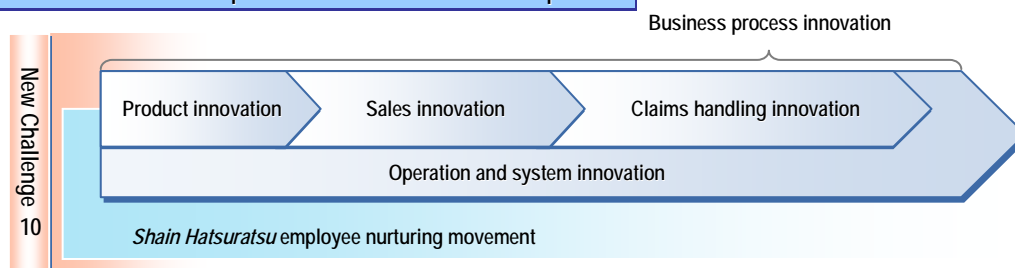 Business process innovation
New Challenge 10
Product innovation
Sales innovation
Claims handling innovation
Operation and system innovation
Shain Hatsuratsu employee nurturing movement